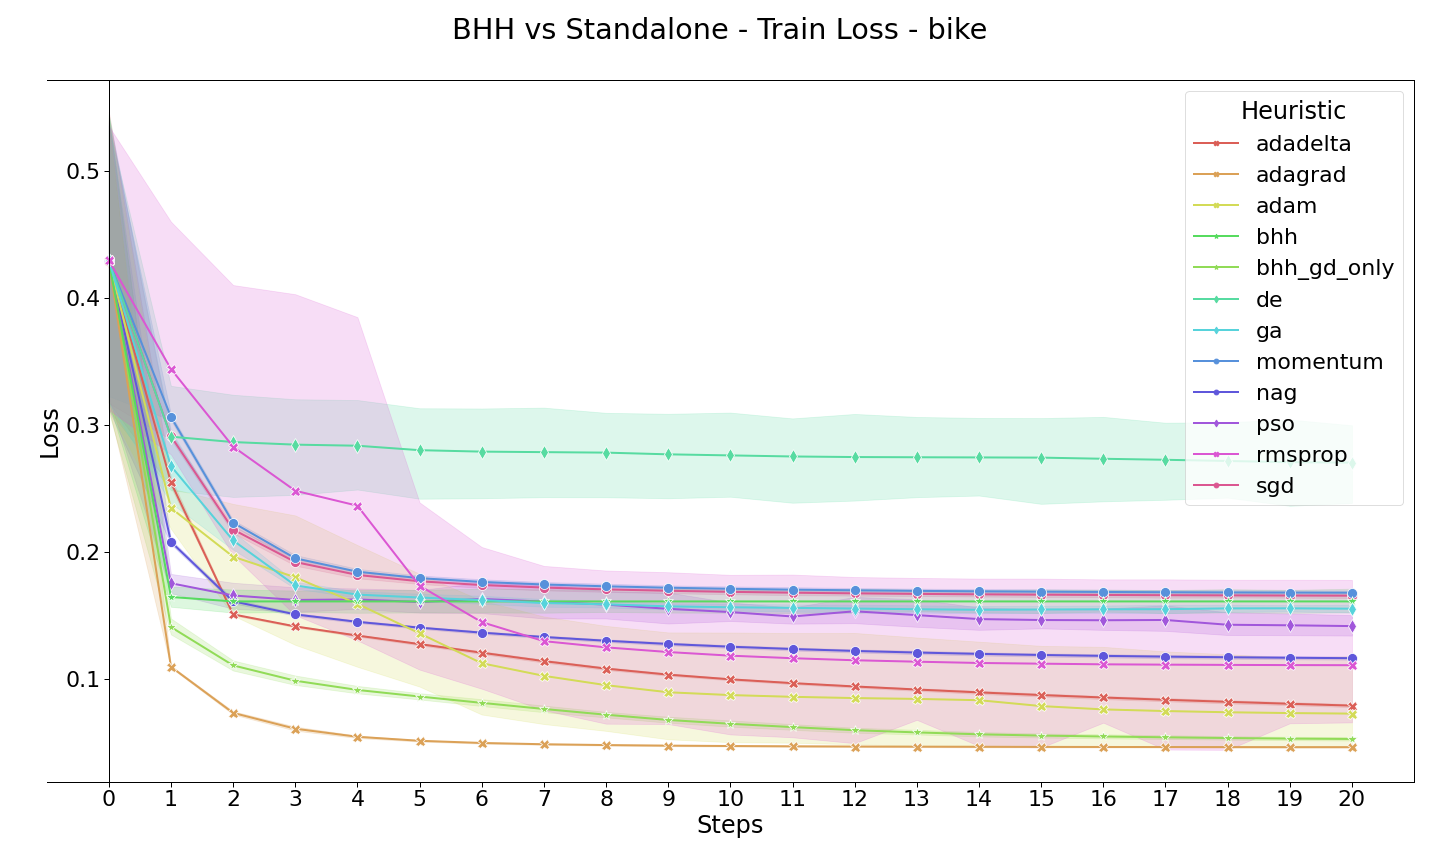 BHH vs Standalone - Train Loss - bike
Heuristic
adadelta
adagrad
adam
bhh
bhh_gd_only
de
ga
momentum
nag
pso
rmsprop
sgd
Loss
0.5
0.4
0.3
0.2
0.1
0 1 2 3 4 5 6 7 8 9 10 11 12 13 14 15 16 17 18 19 20
Steps